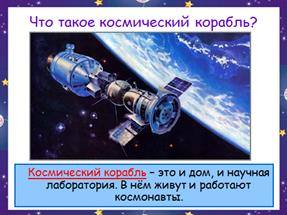 Что такое космический корабль?
Космический корабль – это и дом, и научная
лаборатория. В нём живут и работают
космонавты.